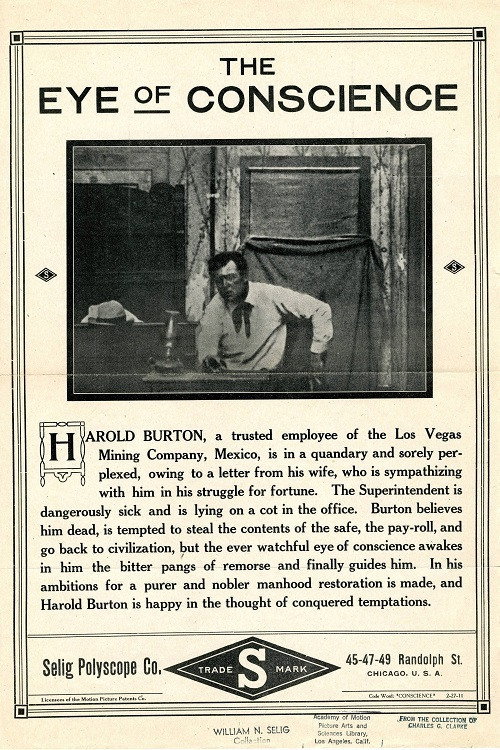 THE
EYE OF CONSCIENCE
S
S
HAROLD BURTON, a trusted employee of the Los Vegas
Mining Company, Mexico, is in a quandary and sorely per-
plexed, owing to a letter from his wife, who is sympathizing
with him in his struggle for fortune. The Superintendent is
dangerously sick and is lying on a cot in the office. Burton believes
him dead, is tempted to steal the contents of the safe, the pay-roll, and
go back to civilization, but the ever watchful eye of conscience awakes
in him the bitter pangs of remorse and finally guides him. In his
ambitions for a purer and nobler manhood restoration is made, and
Harold Burton is happy in the thought of conquered temptations.
Selig Polyscope Co.
TRADE S MARK
45-47-49 Randolph St.
CHICAGO, U. S. A.
Licensees of the Motion Picture Patents Co.
Code Word: "CONSCIENCE" 2-27-11
WILLIAM N. SELIG
Collection
Academy of Motion
Picture Arts and
Sciences Library,
Los Angeles, Calif.
FROM THE COLLECTION OF
CHARLES G. CLARKE